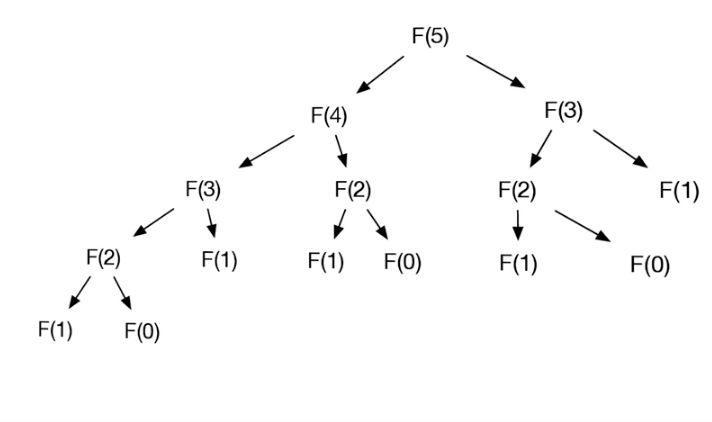 F(5)
F(4) F(3)
F(3) F(2) F(2) F(1)
F(2) F(1) F(1) F(0) F(1) F(0)
F(1) F(0)